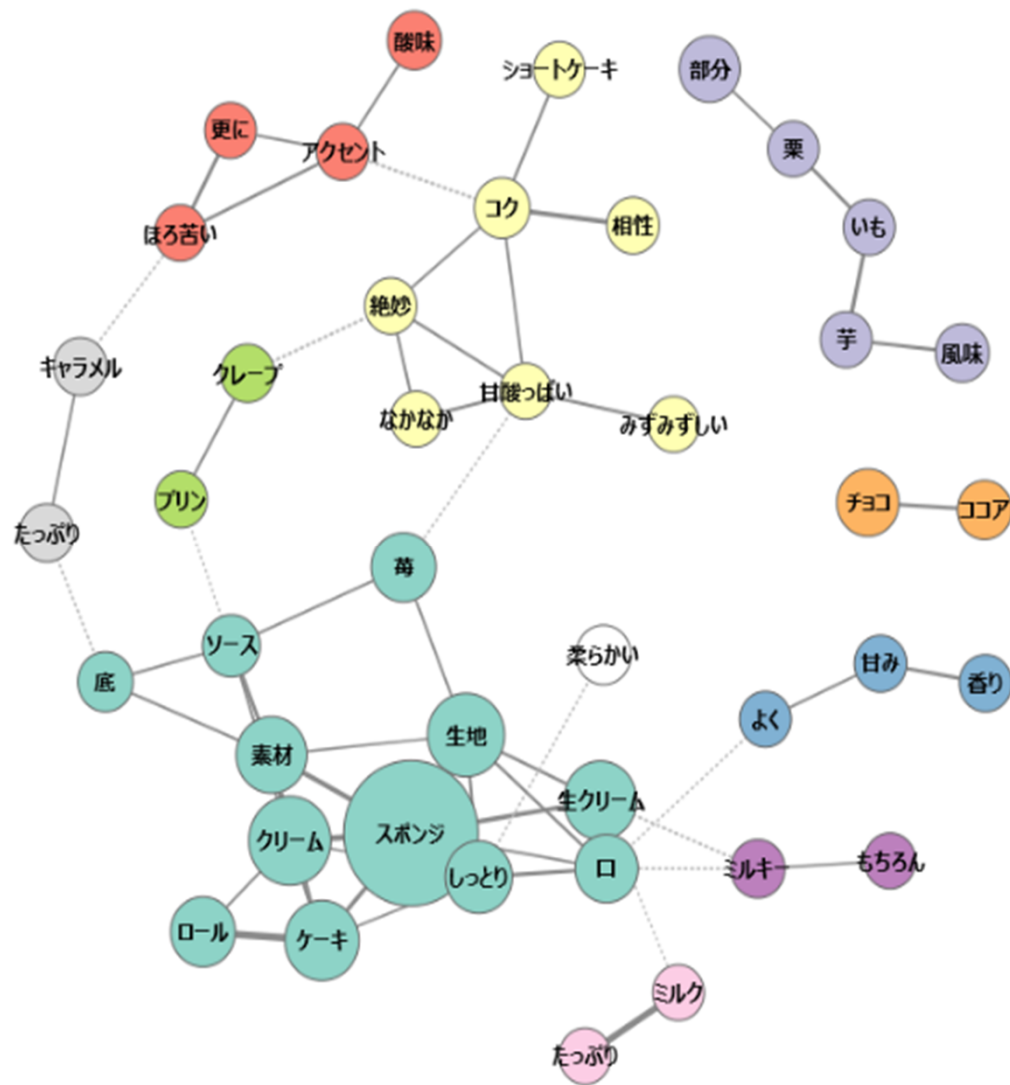 酸味
ショートケーキ
部分
更に
アクセント
栗
コク
相性
いも
ほろ苦い
絶妙
芋
風味
キャラメル
クレープ
なかなか
甘酸っぱい
みずみずしい
プリン
チョコ
ココア
たっぷり
苺
ソース
柔らかい
甘み
香り
底
よく
素材
生地
生クリーム
クリーム
スポンジ
しっとり
口
ミルキー
もちろん
ロール
ケーキ
ミルク
たっぷり